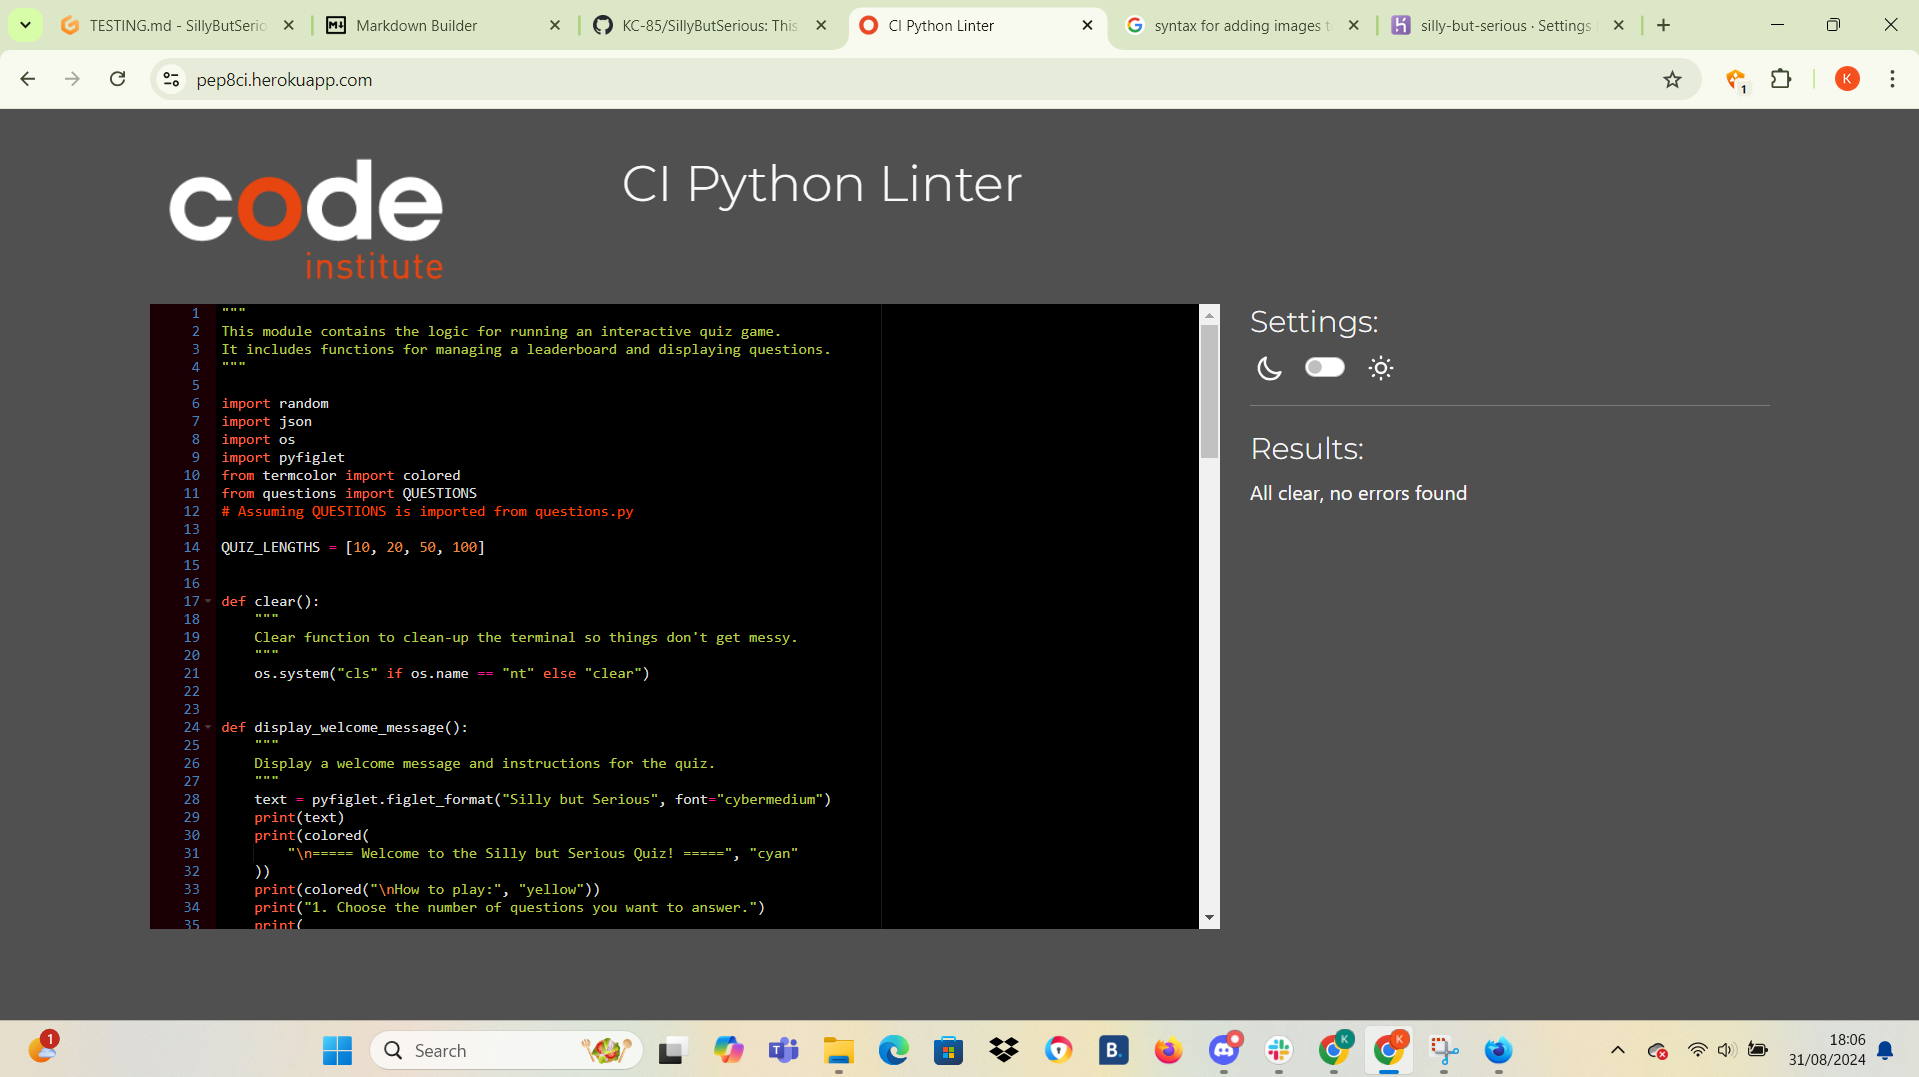 TESTING.md - SillyButSerio
Markdown Builder
KC-85/SillyButSerious: This
CI Python Linter
syntax for adding images t
silly-but-serious · Settings
pep8ci.herokuapp.com
K
1
code
institute
CI Python Linter
1 """
2 This module contains the logic for running an interactive quiz game.
3 It includes functions for managing a leaderboard and displaying questions.
4 """
5
6 import random
7 import json
8 import os
9 import pyfiglet
10 from termcolor import colored
11 from questions import QUESTIONS
12 # Assuming QUESTIONS is imported from questions.py
13
14 QUIZ_LENGTHS = [10, 20, 50, 100]
15
16
17 def clear():
18     """
19     Clear function to clean-up the terminal so things don't get messy.
20     """
21     os.system("cls" if os.name == "nt" else "clear")
22
23
24 def display_welcome_message():
25     """
26     Display a welcome message and instructions for the quiz.
27     """
28     text = pyfiglet.figlet_format("Silly but Serious", font="cybermedium")
29     print(text)
30     print(colored(
31         "\n===== Welcome to the Silly but Serious Quiz! =====", "cyan"
32     ))
33     print(colored("\nHow to play:", "yellow"))
34     print("1. Choose the number of questions you want to answer.")
35     print(
Settings:
Results:
All clear, no errors found
1
Search
B.
K
K
18:06
31/08/2024